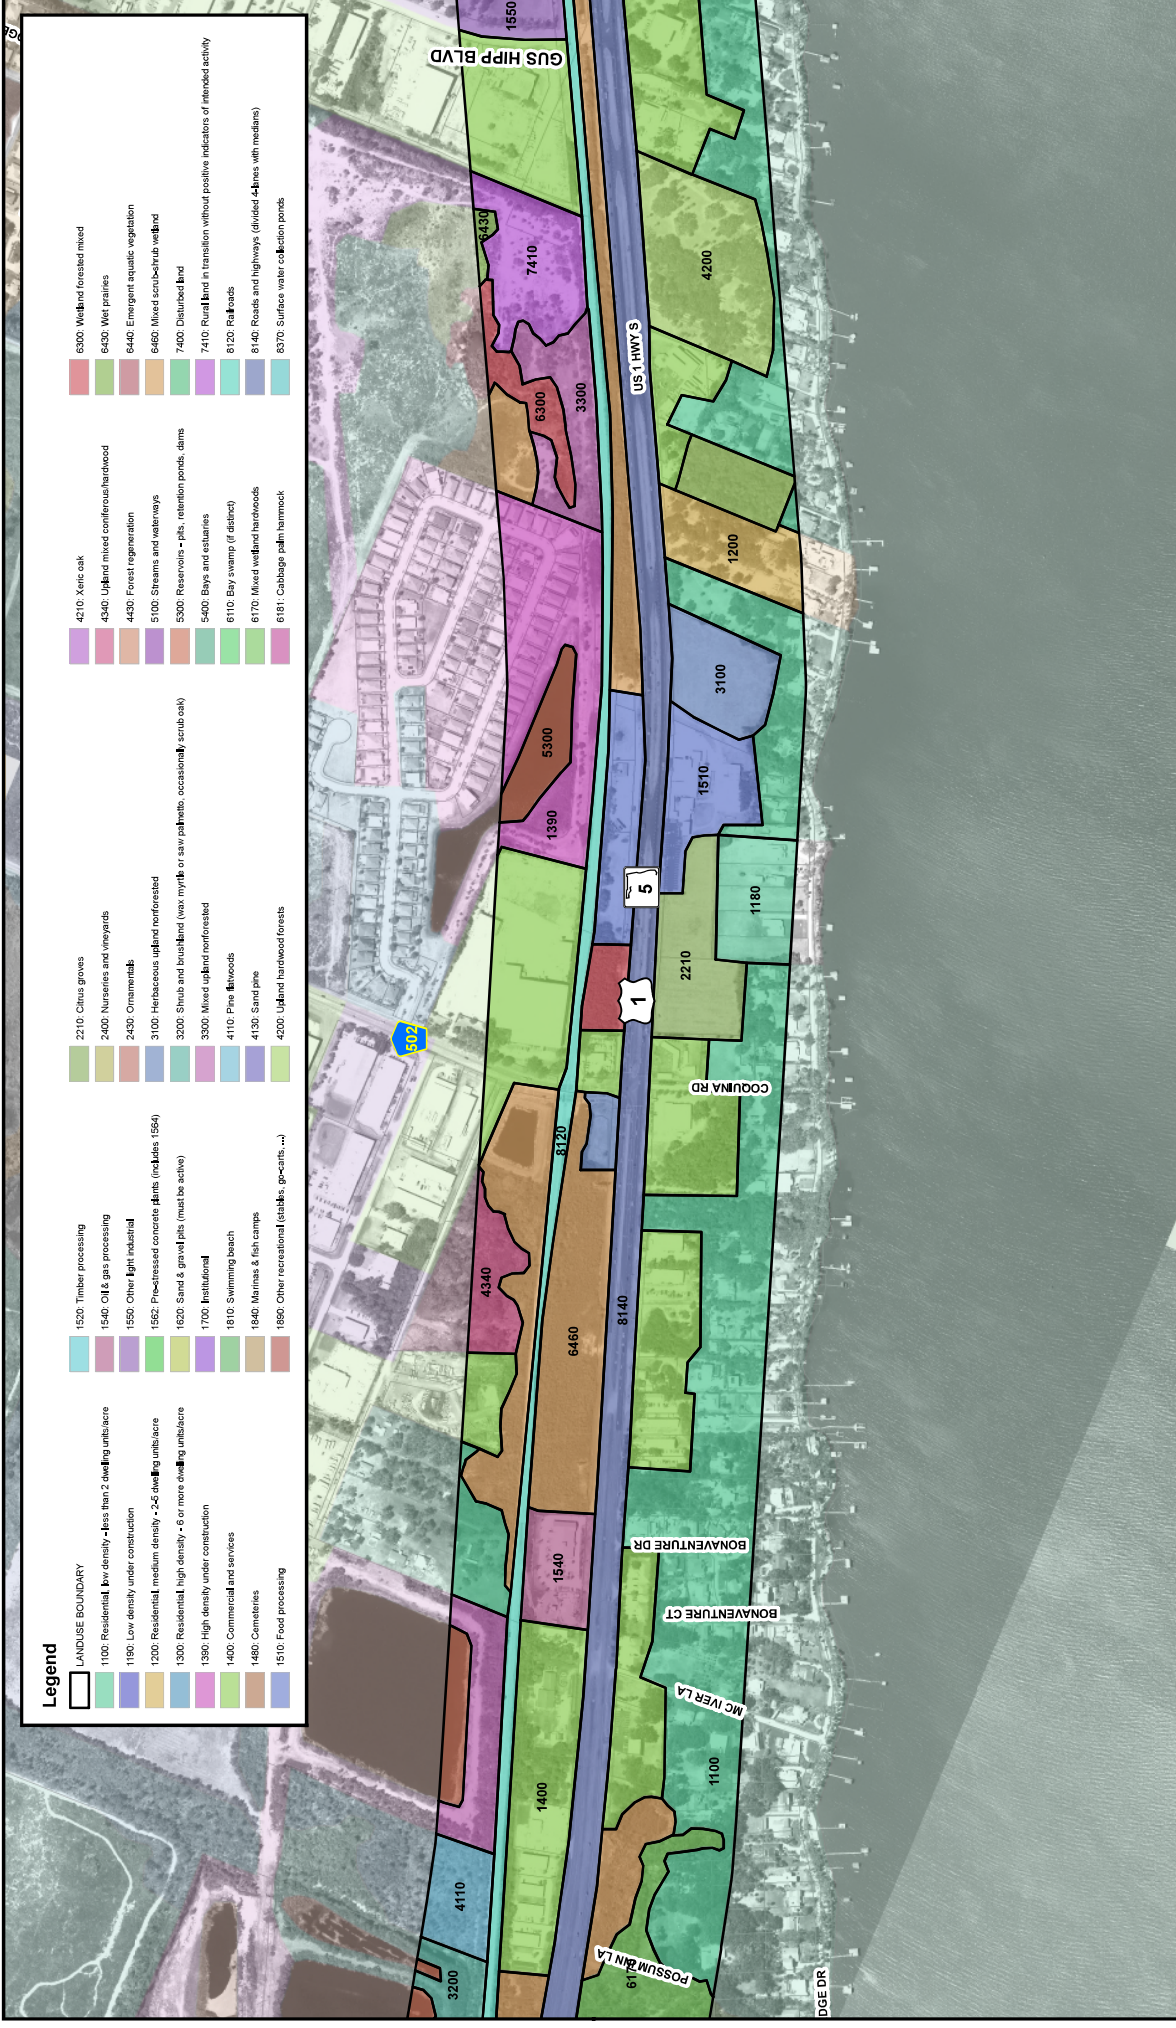 Legend
LANDUSE BOUNDARY
1100: Residential, low density - less than 2 dwelling units/acre
1190: Low density under construction
1200: Residential, medium density - 2-5 dwelling units/acre
1300: Residential, high density - 6 or more dwelling units/acre
1390: High density under construction
1400: Commercial and services
1480: Cemeteries
1510: Food processing
1520: Timber processing
1540: Oil & gas processing
1550: Other light industrial
1562: Pre-stressed concrete plants (includes 1564)
1620: Sand & gravel pits (must be active)
1700: Institutional
1810: Swimming beach
1840: Marinas & fish camps
1890: Other recreational (stables, go-carts, ...)
2210: Citrus groves
2400: Nurseries and vineyards
2430: Ornamentals
3100: Herbaceous upland nonforested
3200: Shrub and brushland (wax myrtle or saw palmetto, occasionally scrub oak)
3300: Mixed upland nonforested
4110: Pine flatwoods
4130: Sand pine
4200: Upland hardwood forests
4210: Xeric oak
4340: Upland mixed coniferous/hardwood
4430: Forest regeneration
5100: Streams and waterways
5300: Reservoirs - pits, retention ponds, dams
5400: Bays and estuaries
6110: Bay swamp (if distinct)
6170: Mixed wetland hardwoods
6181: Cabbage palm hammock
6300: Wetland forested mixed
6430: Wet prairies
6440: Emergent aquatic vegetation
6460: Mixed scrub-shrub wetland
7400: Disturbed land
7410: Rural land in transition without positive indicators of intended activity
8120: Railroads
8140: Roads and highways (divided 4-lanes with medians)
8370: Surface water collection ponds
502
3200
4110
1400
1540
4340
6460
8120
8140
1390
5300
6300
3300
6430
7410
1550
GUS HIPP BLVD
US 1 HWY S
1
5
2210
1180
1510
3100
1200
4200
COQUINA RD
BONAVENTURE DR
BONAVENTURE CT
MC IVER LA
1100
POSSUM INN LA
DGE DR